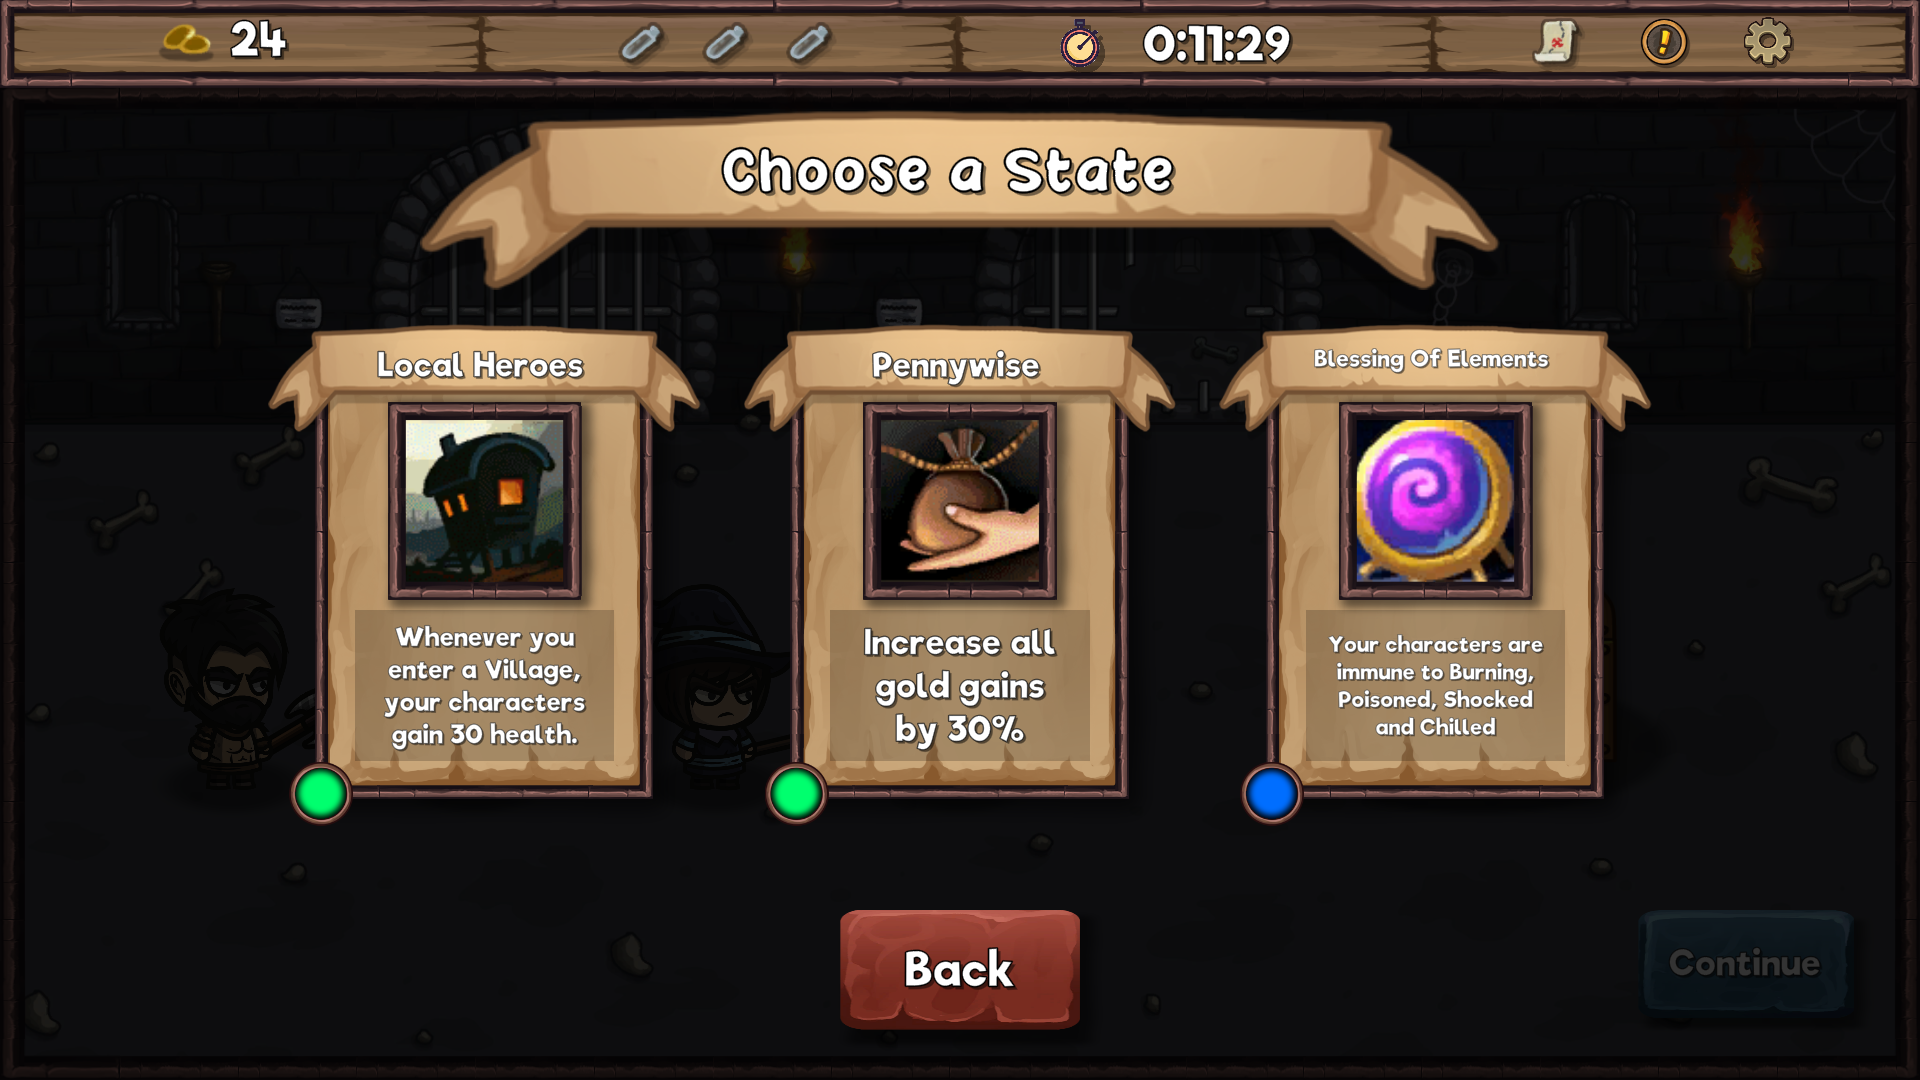 24
0:11:29
Choose a State
Local Heroes
Whenever you
enter a Village,
your characters
gain 30 health.
Pennywise
Increase all
gold gains
by 30%
Blessing Of Elements
Your characters are
immune to Burning,
Poisoned, Shocked
and Chilled
Back
Continue